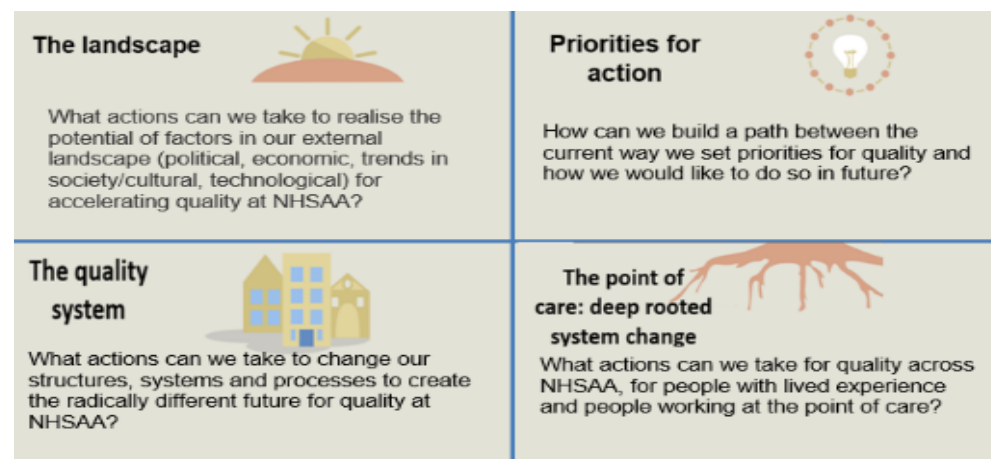 The landscape
What actions can we take to realise the
potential of factors in our external
landscape (political, economic, trends in
society/cultural, technological) for
accelerating quality at NHSAA?
Priorities for
action
How can we build a path between the
current way we set priorities for quality and
how we would like to do so in future?
The quality
system
What actions can we take to change our
structures, systems and processes to create
the radically different future for quality at
NHSAA?
The point of
care: deep rooted
system change
What actions can we take for quality across
NHSAA, for people with lived experience
and people working at the point of care?